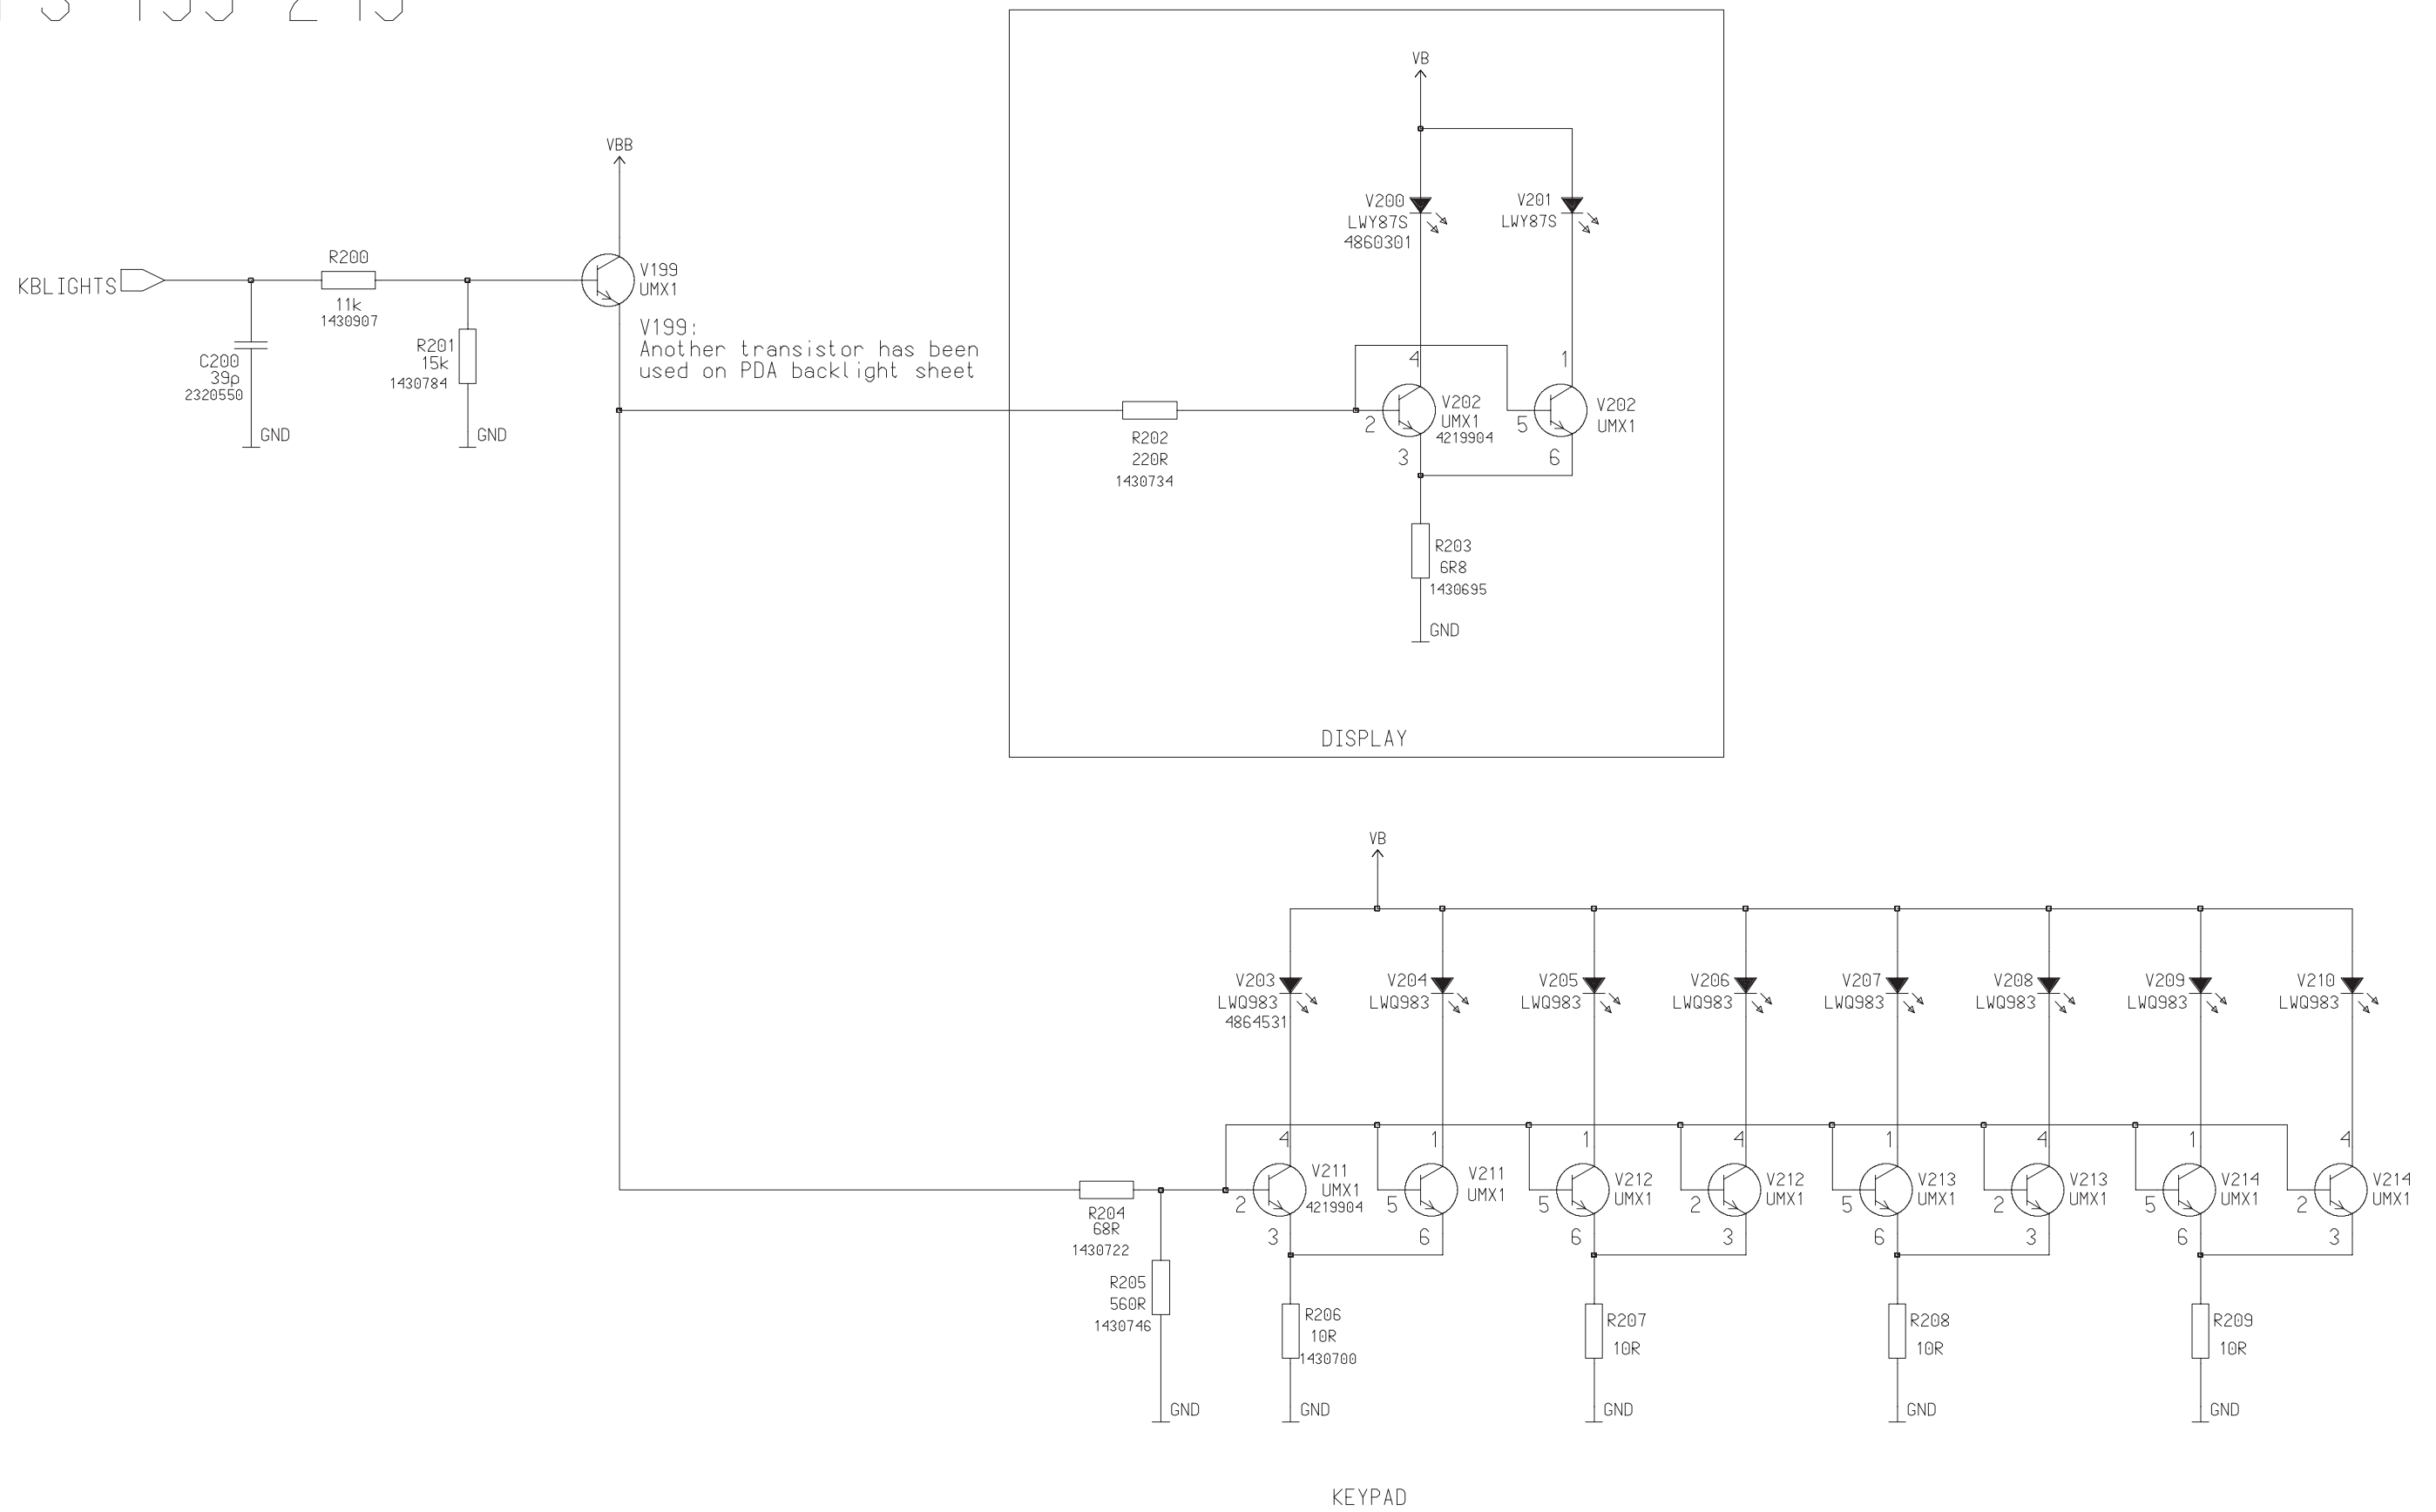 VB
VBB
V200
LWY87S
4860301
V201
LWY87S
KBLIGHTS
R200
11k
1430907
V199
UMX1
V199:
Another transistor has been
used on PDA backlight sheet
C200
39p
2320550
GND
R201
15k
1430784
GND
R202
220R
1430734
4
2
3
V202
UMX1
4219904
1
5
6
V202
UMX1
R203
6R8
1430695
GND
DISPLAY
VB
V203
LWQ983
4864531
V204
LWQ983
V205
LWQ983
V206
LWQ983
V207
LWQ983
V208
LWQ983
V209
LWQ983
V210
LWQ983
R204
68R
1430722
R205
560R
1430746
GND
4
2
3
V211
UMX1
4219904
1
5
6
V211
UMX1
1
5
6
V212
UMX1
4
2
3
V212
UMX1
1
5
6
V213
UMX1
4
2
3
V213
UMX1
1
5
6
V214
UMX1
4
2
3
V214
UMX1
R206
10R
1430700
GND
R207
10R
GND
R208
10R
GND
R209
10R
GND
KEYPAD